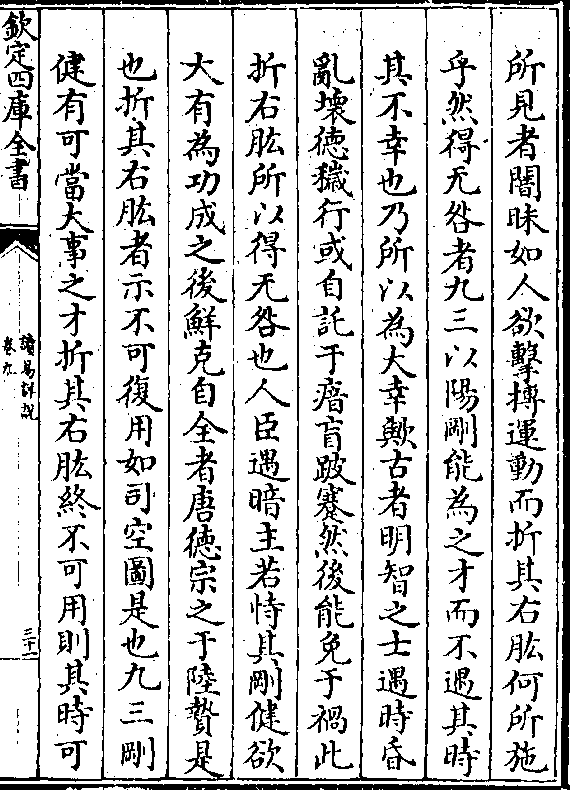 所見者闇昧如人欲擊搏運動而折其右肱何所施
乎然得无咎者九三以陽剛能為之才而不遇其時
其不幸也乃所以為大幸歟古者明智之士遇時昏
亂壞德穢行或自託于瘖盲跛蹇然後能免于禍此
折右肱所以得无咎也人臣遇暗主若恃其剛健欲
大有為功成之後鮮克自全者唐德宗之于陸贄是
也折其右肱者示不可復用如司空圖是也九三剛
健有可當大事之才折其右肱終不可用則其時可
欽定四庫全書
讀易詳說
卷九
三十一